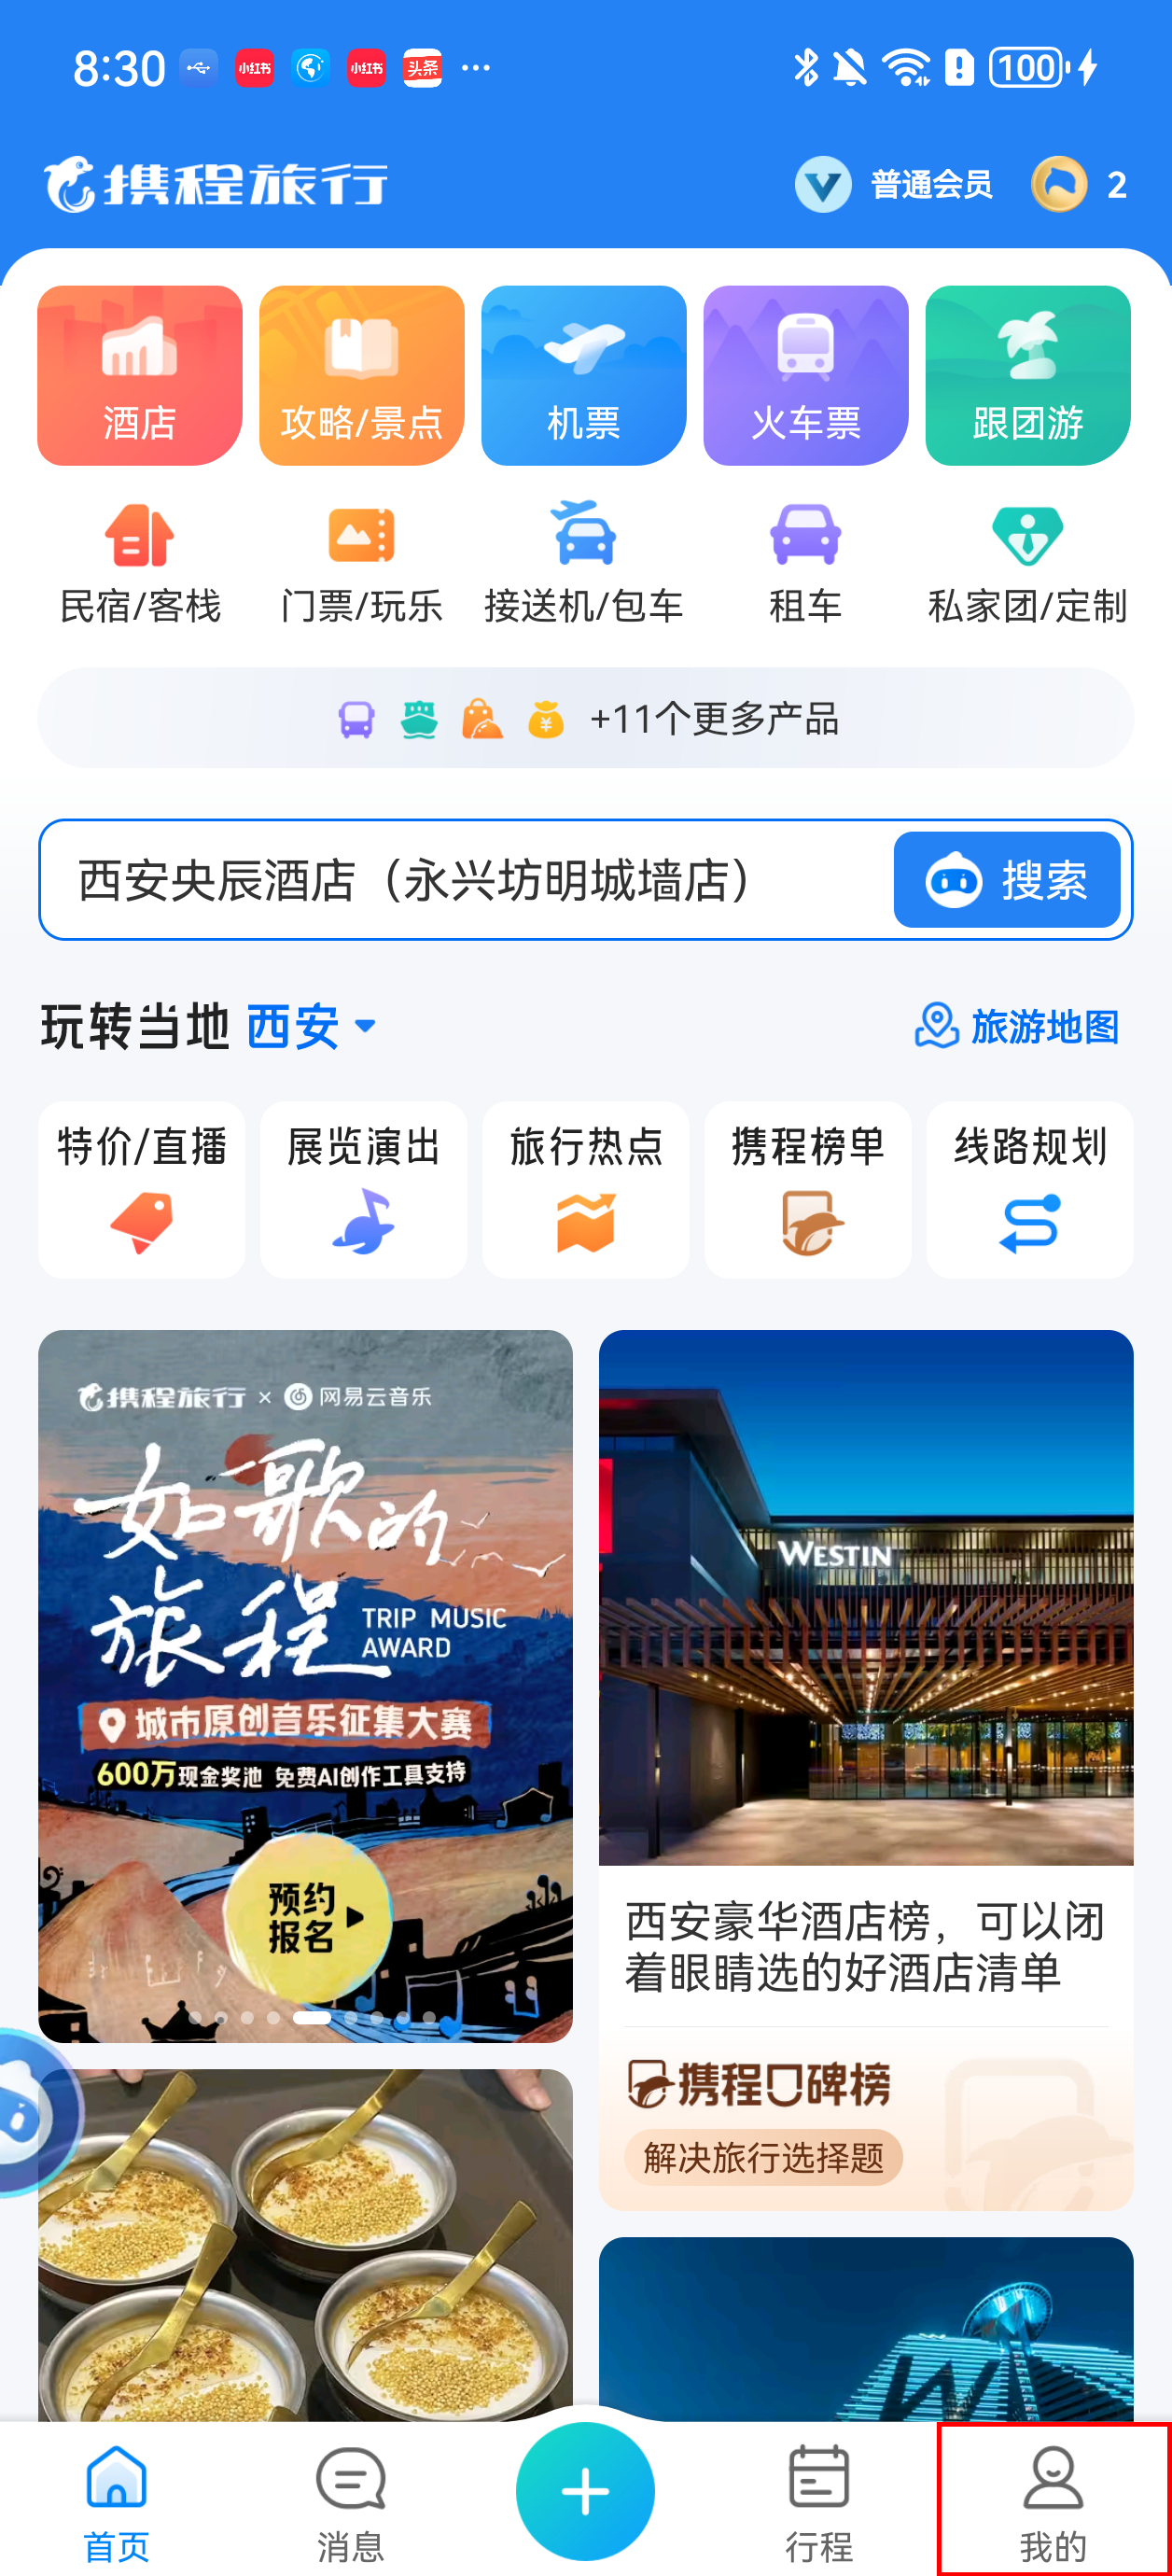 8:30
小红书
小红书
头条
100
携程旅行
普通会员
2
酒店
攻略/景点
机票
火车票
跟团游
民宿/客栈
门票/玩乐
接送机/包车
租车
私家团/定制
+11个更多产品
西安央辰酒店（永兴坊明城墙店）
搜索
玩转当地 西安
旅游地图
特价/直播
展览演出
旅行热点
携程榜单
线路规划
携程旅行 × 网易云音乐
如歌的
旅程
TRIP MUSIC
AWARD
城市原创音乐征集大赛
600万现金奖池 免费AI创作工具支持
预约
报名
WESTIN
西安豪华酒店榜，可以闭
着眼睛选的好酒店清单
携程口碑榜
解决旅行选择题
W
首页
消息
行程
我的